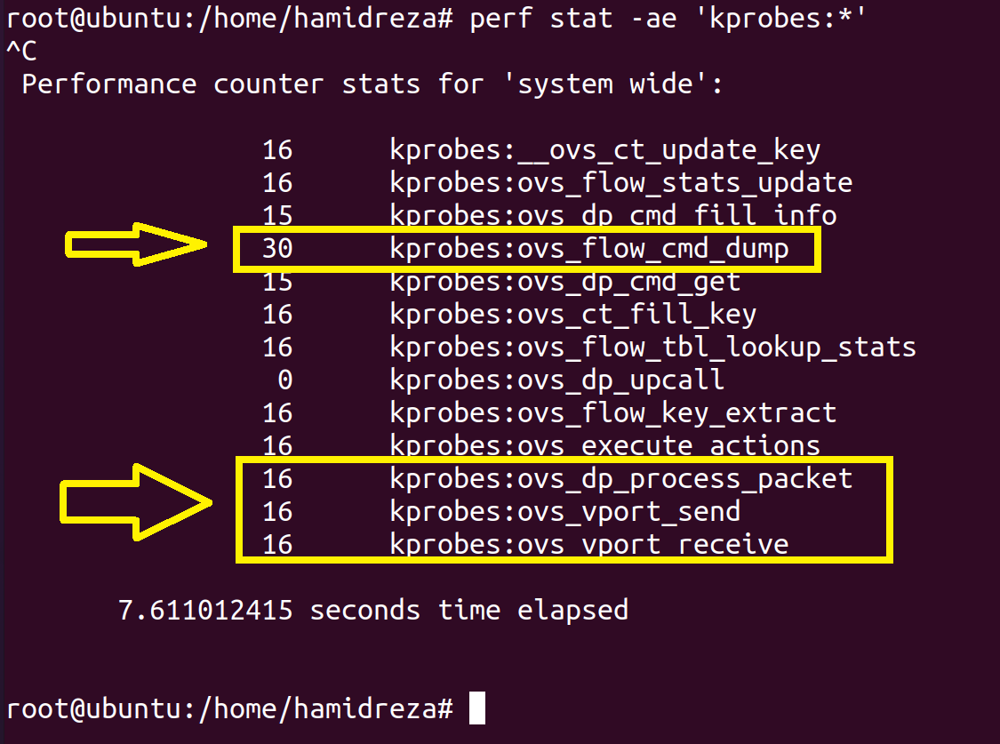 root@ubuntu:/home/hamidreza# perf stat -ae 'kprobes:*'
^C
Performance counter stats for 'system wide':
16 kprobes:__ovs_ct_update_key
16 kprobes:ovs_flow_stats_update
15 kprobes:ovs_dp_cmd_fill_info
30 kprobes:ovs_flow_cmd_dump
15 kprobes:ovs_dp_cmd_get
16 kprobes:ovs_ct_fill_key
16 kprobes:ovs_flow_tbl_lookup_stats
0 kprobes:ovs_dp_upcall
16 kprobes:ovs_flow_key_extract
16 kprobes:ovs_execute_actions
16 kprobes:ovs_dp_process_packet
16 kprobes:ovs_vport_send
16 kprobes:ovs_vport_receive
7.611012415 seconds time elapsed
root@ubuntu:/home/hamidreza#